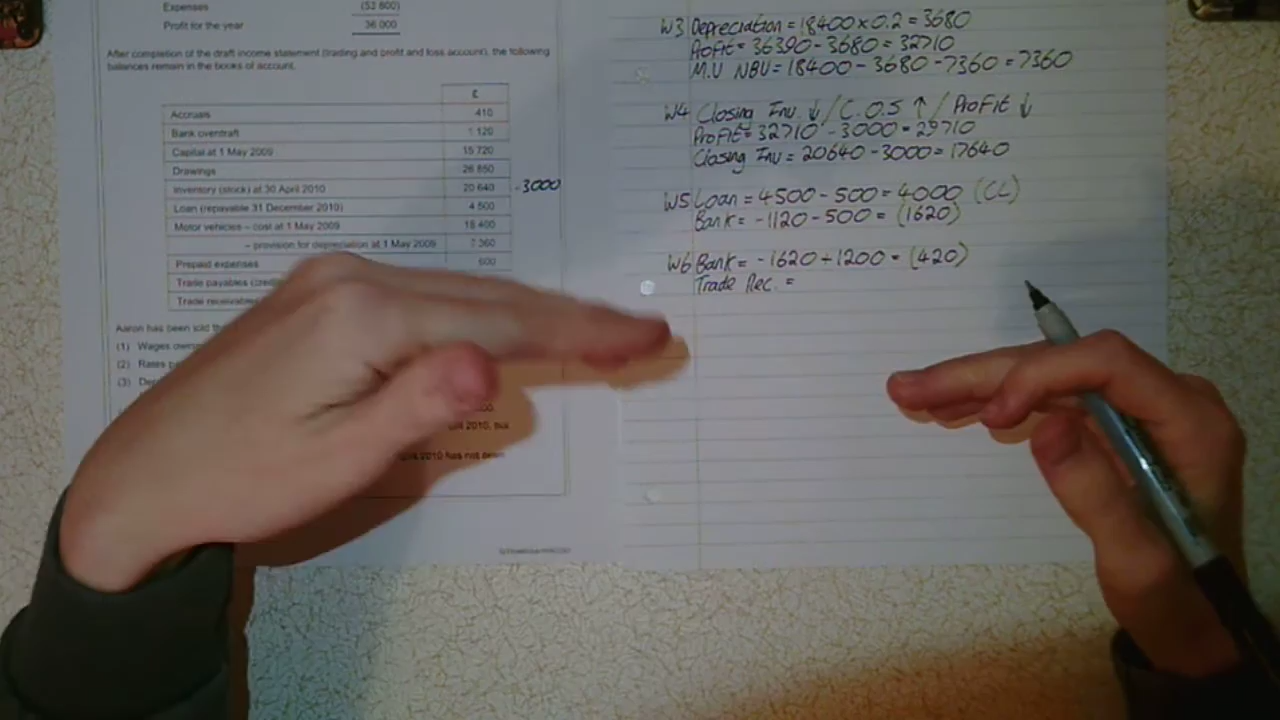 Expenses (52 800)
Profit for the year 36 000
After completion of the draft income statement (trading and profit and loss account), the following
balances remain in the books of account.
£
Accruals 410
Bank overdraft 1 120
Capital at 1 May 2009 15 720
Drawings 26 850
Inventory (stock) at 30 April 2010 20 640 -3000
Loan (repayable 31 December 2010) 4 500
Motor vehicles – cost at 1 May 2009 18 400
– provision for depreciation at 1 May 2009 7 360
Prepaid expenses 600
Trade payables
Trade receivables
Aaron has been told
(1) Wages
(2) Rates
(3)
2010, but
2010 has not been
W3 Depreciation = 18400 x 0.2 = 3680
Profit = 36390 - 3680 = 32710
M.V NBV = 18400 - 3680 - 7360 = 7360
W4 Closing Inv ↓ / C.O.S ↑ / Profit ↓
Profit = 32710 - 3000 = 29710
Closing Inv = 20640 - 3000 = 17640
W5 Loan = 4500 - 500 = 4000 (CL)
Bank = -1120 - 500 = (1620)
W6 Bank = -1620 + 1200 = (420)
Trade Rec. =